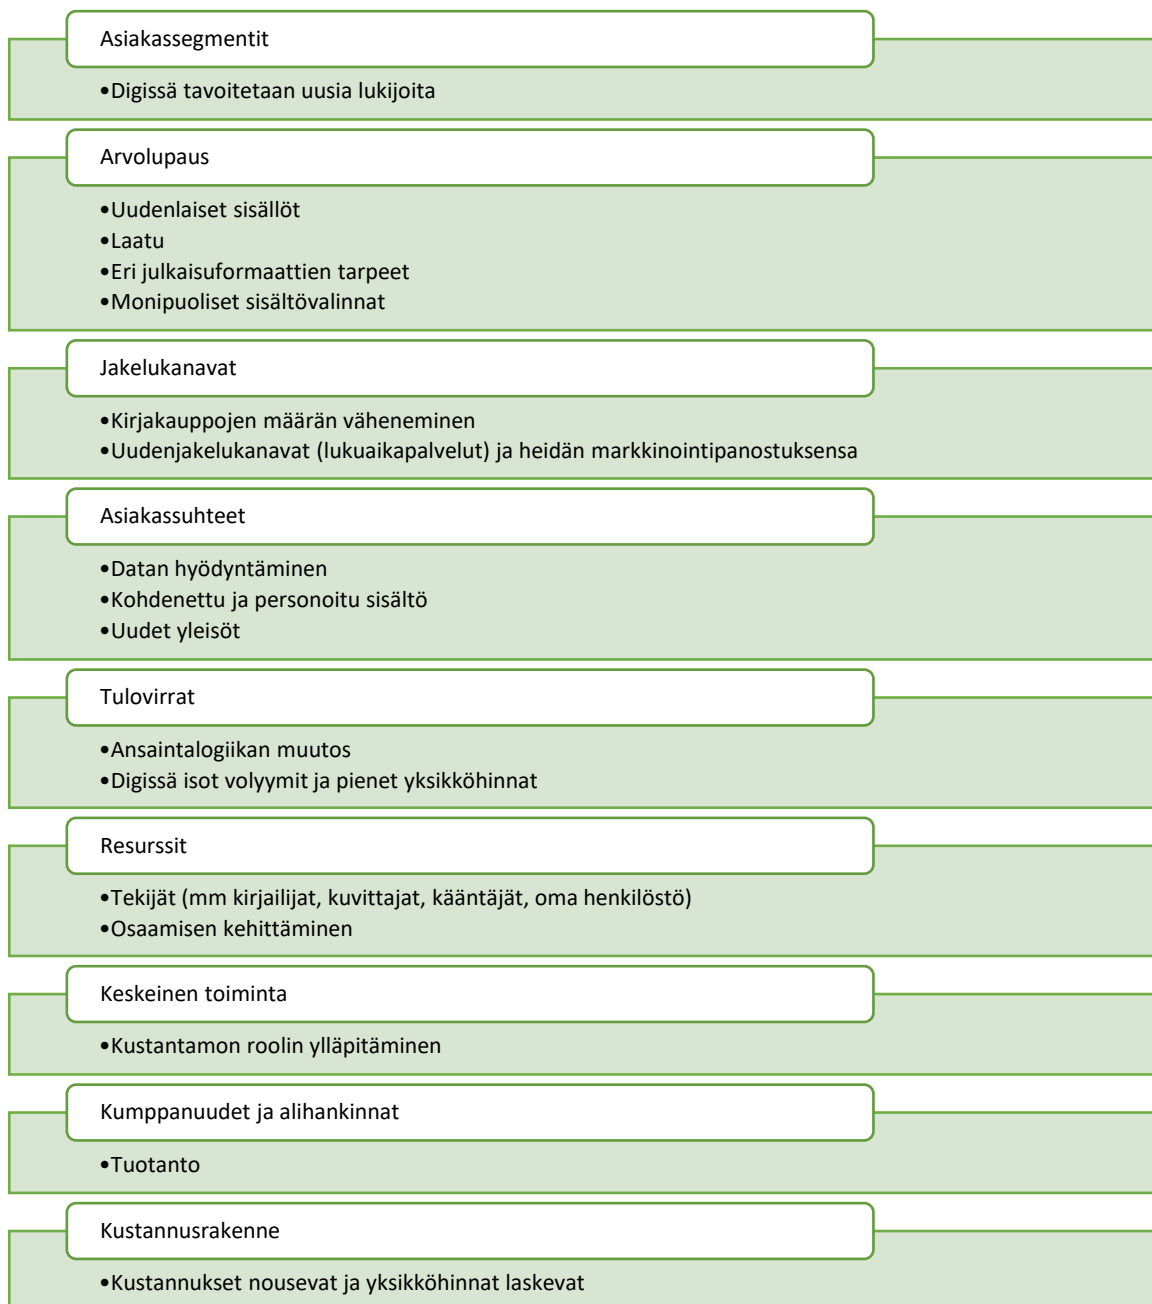 Asiakassegmentit
•Digissä tavoitetaan uusia lukijoita
Arvolupaus
•Uudenlaiset sisällöt
•Laatu
•Eri julkaisuformaattien tarpeet
•Monipuoliset sisältövalinnat
Jakelukanavat
•Kirjakauppojen määrän väheneminen
•Uudenjakelukanavat (lukuaikapalvelut) ja heidän markkinointipanostuksensa
Asiakassuhteet
•Datan hyödyntäminen
•Kohdenettu ja personoitu sisältö
•Uudet yleisöt
Tulovirrat
•Ansaintalogiikan muutos
•Digissä isot volyymit ja pienet yksikköhinnat
Resurssit
•Tekijät (mm kirjailijat, kuvittajat, kääntäjät, oma henkilöstö)
•Osaamisen kehittäminen
Keskeinen toiminta
•Kustantamon roolin ylläpitäminen
Kumppanuudet ja alihankinnat
•Tuotanto
Kustannusrakenne
•Kustannukset nousevat ja yksikköhinnat laskevat